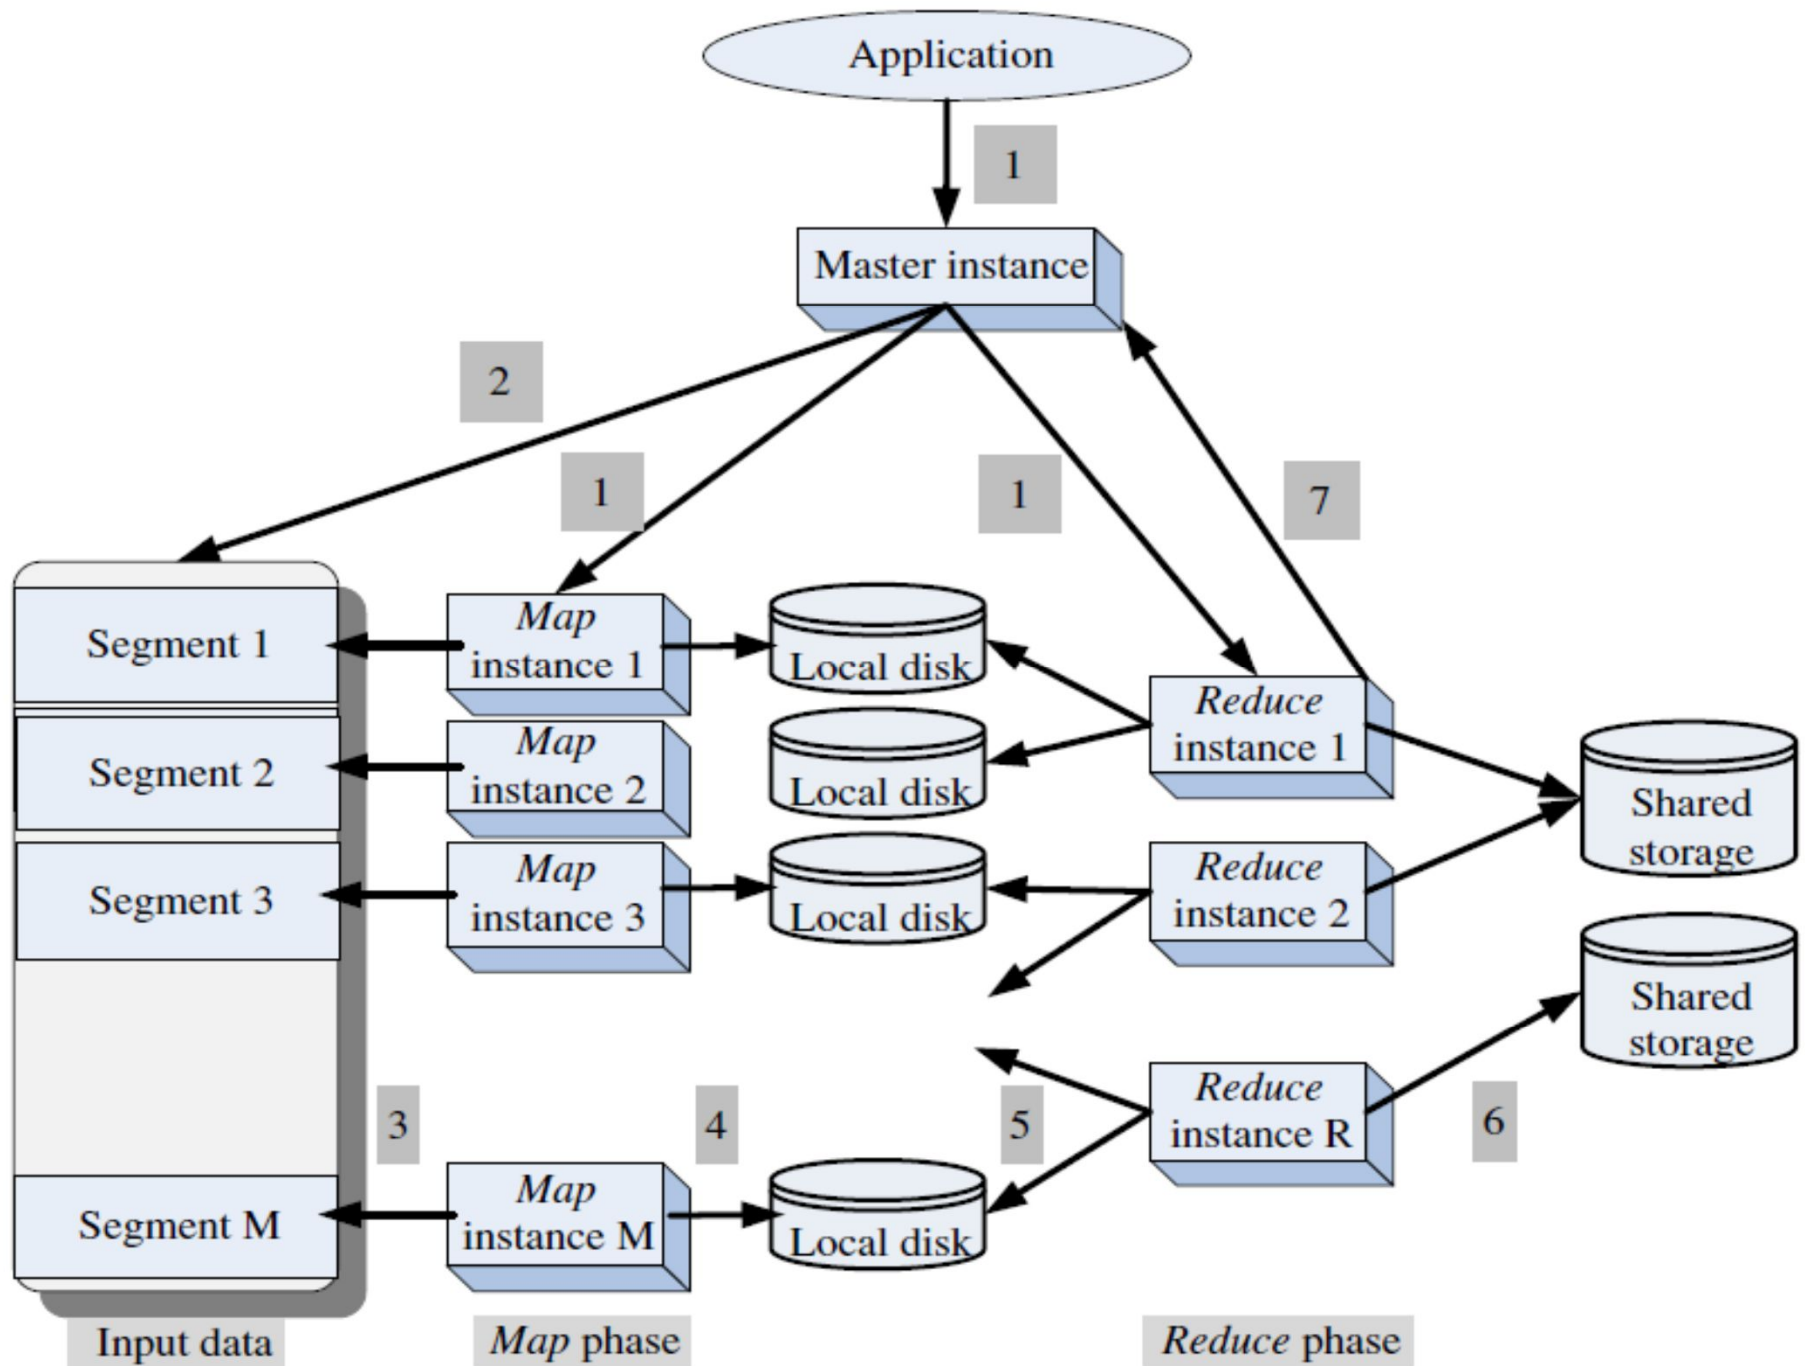 Application
1
Master instance
2
1
1
7
Segment 1
Map
instance 1
Local disk
Reduce
instance 1
Segment 2
Map
instance 2
Local disk
Shared
storage
Segment 3
Map
instance 3
Local disk
Reduce
instance 2
Shared
storage
3
4
5
Reduce
instance R
6
Segment M
Map
instance M
Local disk
Input data
Map phase
Reduce phase